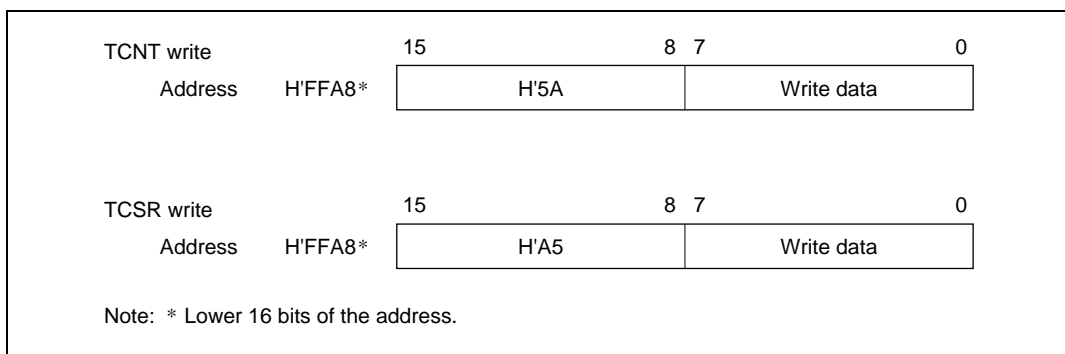 TCNT write 15 8 7 0
Address H'FFA8* H'5A Write data
TCSR write 15 8 7 0
Address H'FFA8* H'A5 Write data
Note: * Lower 16 bits of the address.